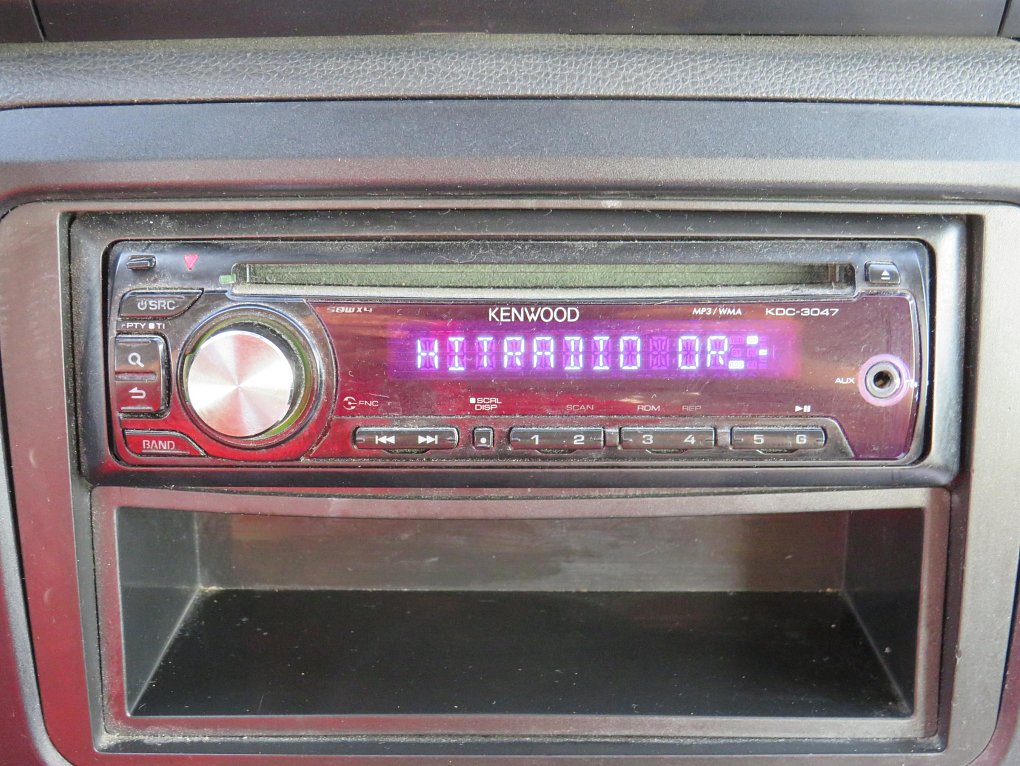 SRC
50W×4
KENWOOD
MP3/WMA
KDC-3047
PTY TI
HITRADIO OR
AUX
FNC
SCRL
DISP
SCAN
RDM
REP
BAND
1 2
3 4
5 6